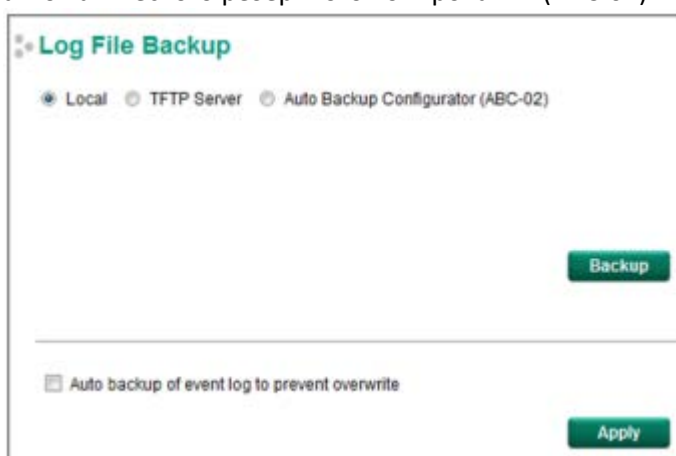 Log File Backup
Local TFTP Server Auto Backup Configurator (ABC-02)
Backup
Auto backup of event log to prevent overwrite
Apply